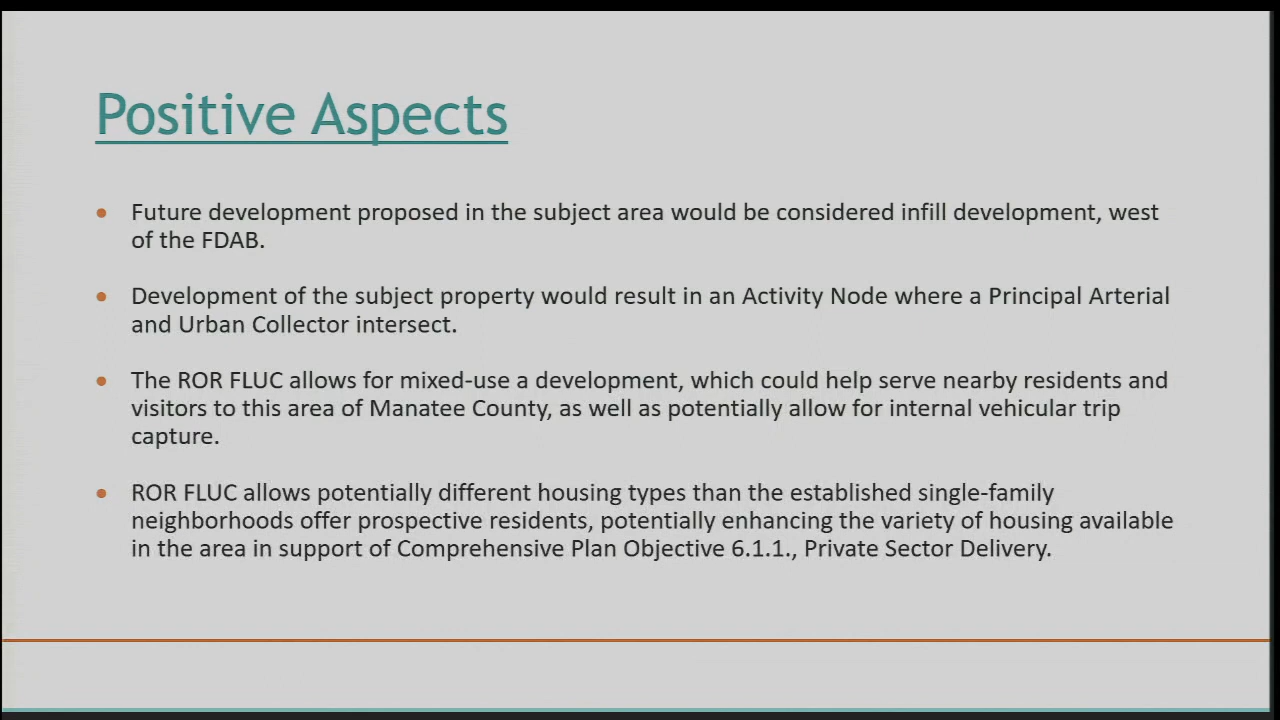 Positive Aspects
• Future development proposed in the subject area would be considered infill development, west
of the FDAB.
• Development of the subject property would result in an Activity Node where a Principal Arterial
and Urban Collector intersect.
• The ROR FLUC allows for mixed-use a development, which could help serve nearby residents and
visitors to this area of Manatee County, as well as potentially allow for internal vehicular trip
capture.
• ROR FLUC allows potentially different housing types than the established single-family
neighborhoods offer prospective residents, potentially enhancing the variety of housing available
in the area in support of Comprehensive Plan Objective 6.1.1., Private Sector Delivery.